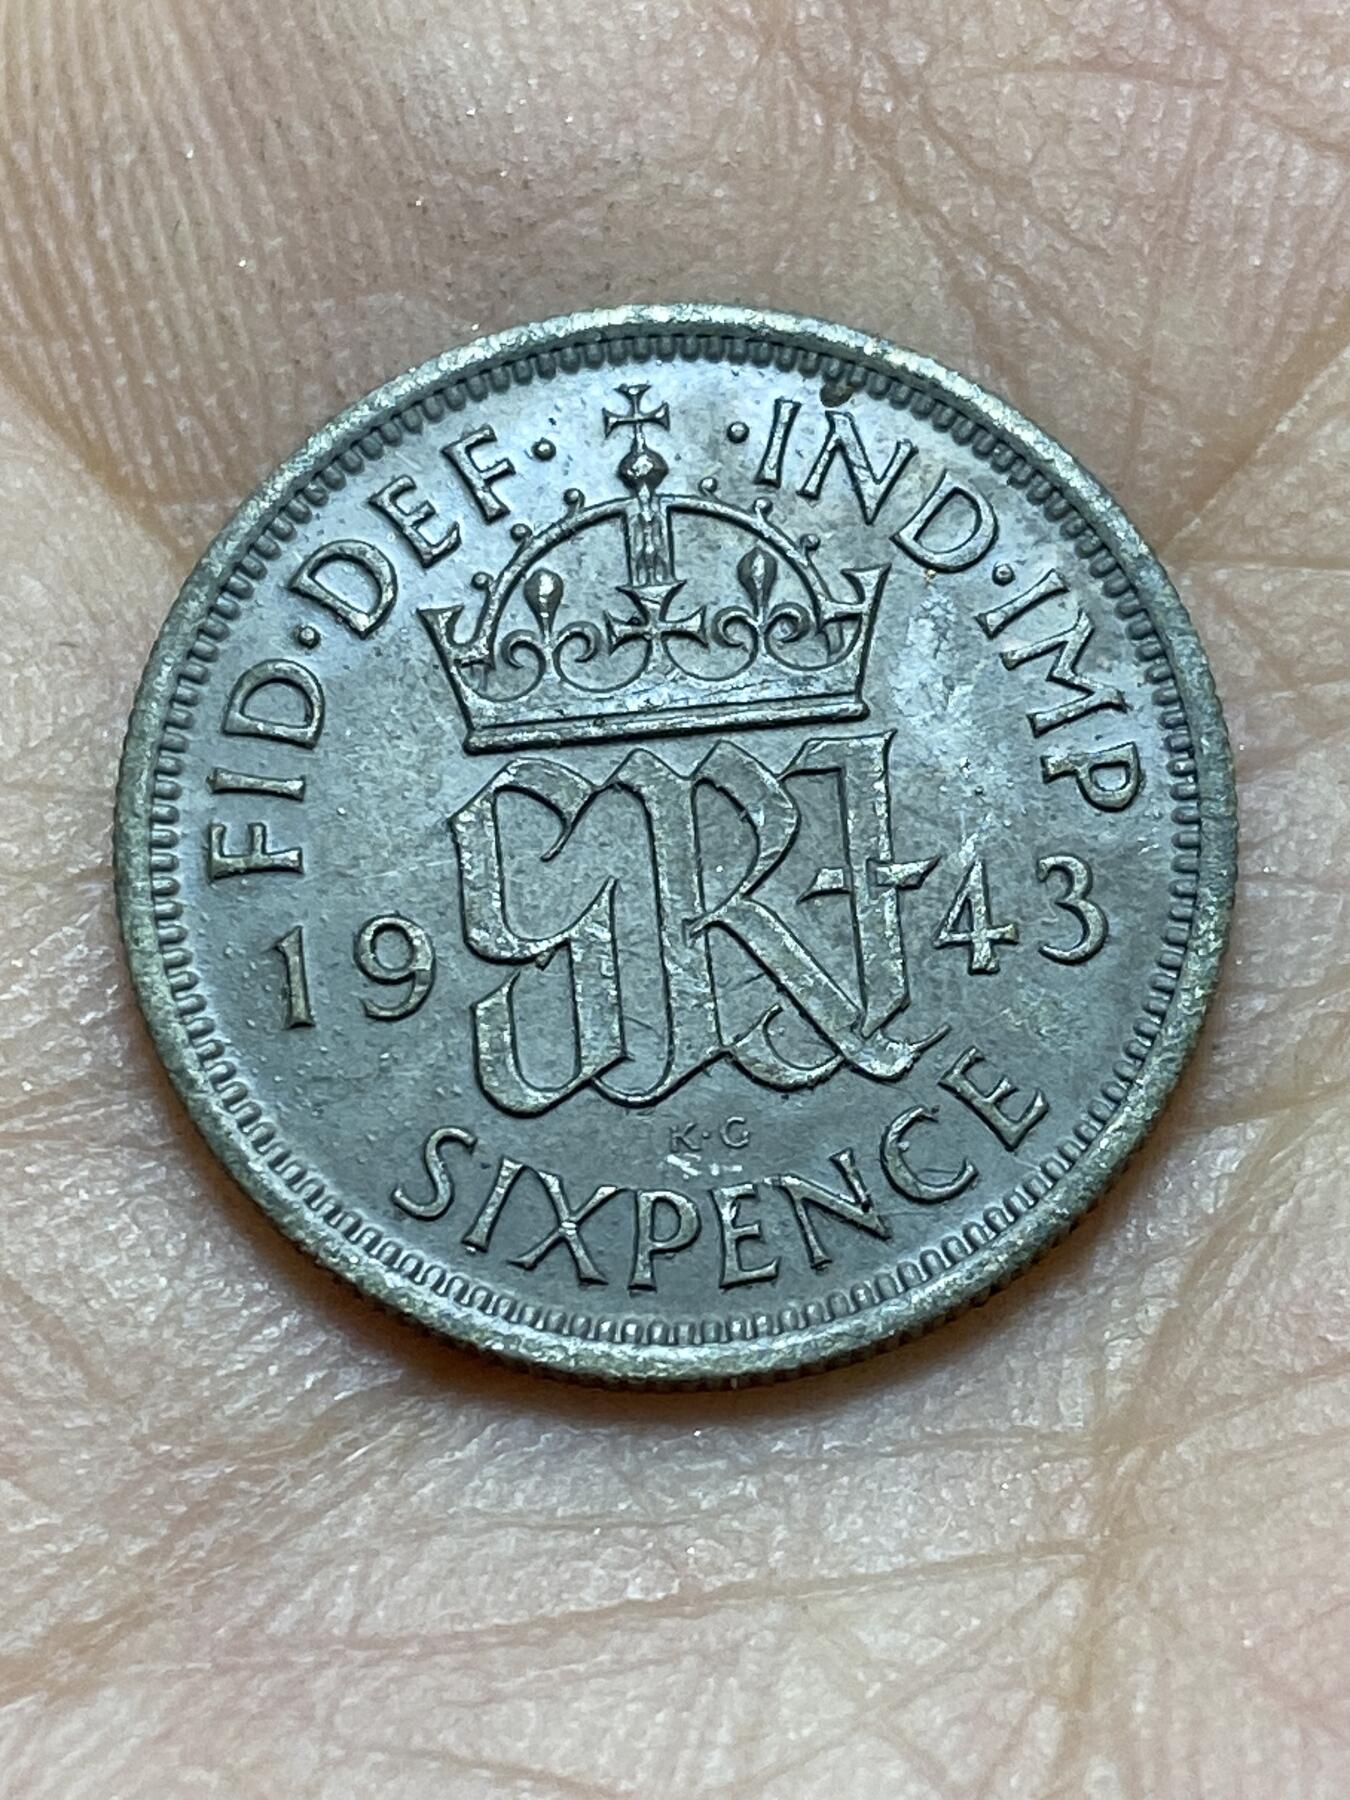 FID·DEF· ·IND·IMP
19 GRI 43
K·G
SIXPENCE